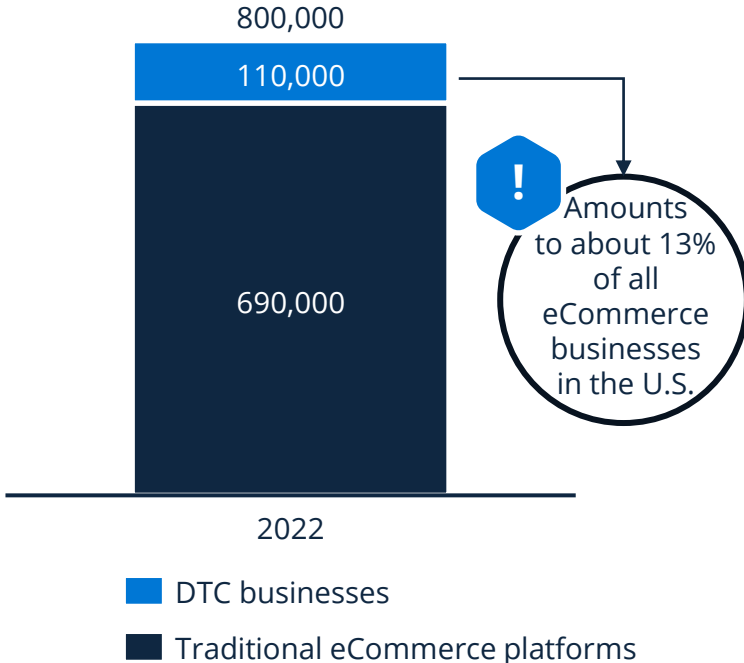 800,000
110,000
!
Amounts
to about 13%
of all
eCommerce
businesses
in the U.S.
690,000
2022
DTC businesses
Traditional eCommerce platforms